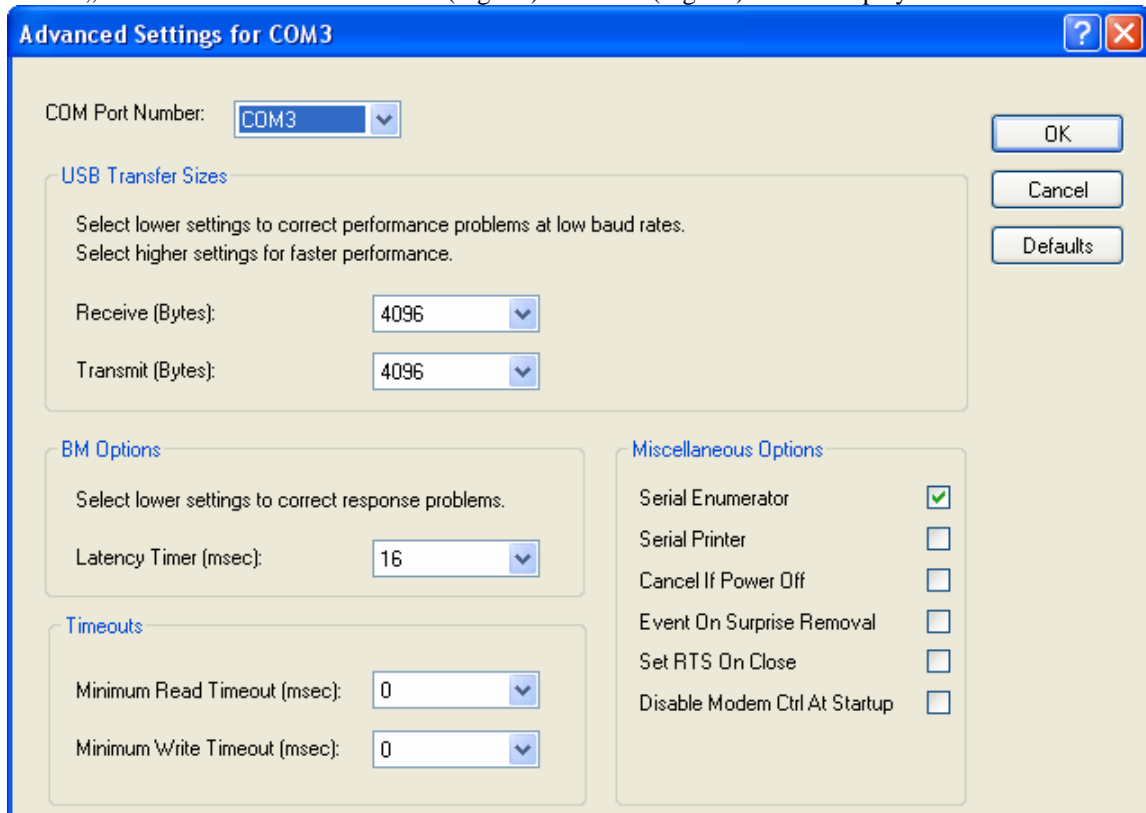 Advanced Settings for COM3
COM Port Number: COM3
OK
USB Transfer Sizes
Cancel
Select lower settings to correct performance problems at low baud rates.
Select higher settings for faster performance.
Defaults
Receive (Bytes): 4096
Transmit (Bytes): 4096
BM Options
Select lower settings to correct response problems.
Latency Timer (msec): 16
Timeouts
Minimum Read Timeout (msec): 0
Minimum Write Timeout (msec): 0
Miscellaneous Options
Serial Enumerator
Serial Printer
Cancel If Power Off
Event On Surprise Removal
Set RTS On Close
Disable Modem Ctrl At Startup